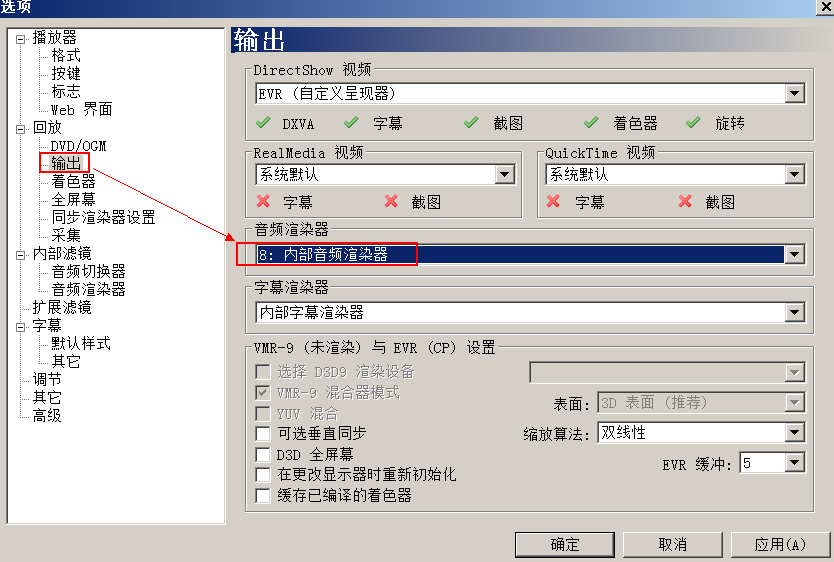 选项
播放器
格式
按键
标志
Web 界面
回放
DVD/OGM
输出
着色器
全屏幕
同步渲染器设置
采集
内部滤镜
音频切换器
音频渲染器
扩展滤镜
字幕
默认样式
其它
调节
其它
高级
输出
DirectShow 视频
EVR (自定义呈现器)
DXVA 字幕 截图 着色器 旋转
RealMedia 视频
系统默认
字幕 截图
QuickTime 视频
系统默认
字幕 截图
音频渲染器
8: 内部音频渲染器
字幕渲染器
内部字幕渲染器
VMR-9 (未渲染) 与 EVR (CP) 设置
选择 D3D9 渲染设备
VMR-9 混合器模式
YUV 混合
可选垂直同步
D3D 全屏幕
在更改显示器时重新初始化
缓存已编译的着色器
表面: 3D 表面 (推荐)
缩放算法: 双线性
EVR 缓冲: 5
确定 取消 应用(A)